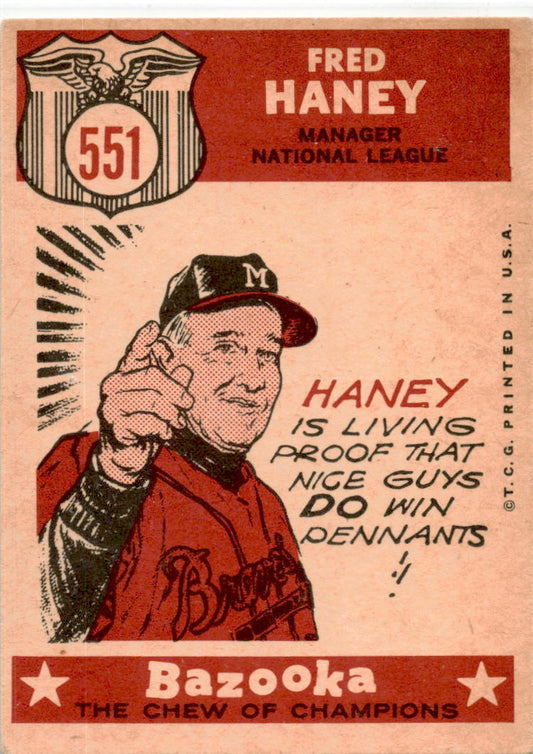 551
FRED
HANEY
MANAGER
NATIONAL LEAGUE
M
HANEY
IS LIVING
PROOF THAT
NICE GUYS
DO WIN
PENNANTS
!!
Braves
©T.C.G. PRINTED IN U.S.A.
Bazooka
THE CHEW OF CHAMPIONS